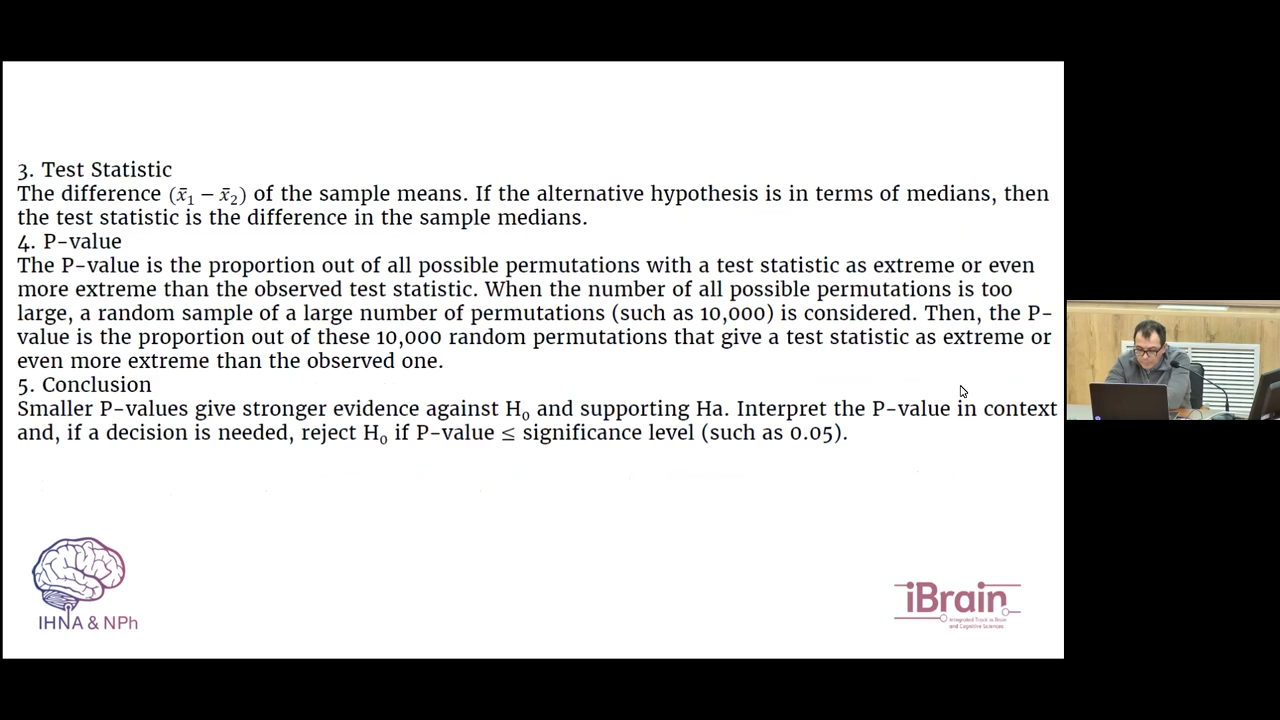 3. Test Statistic
The difference (x̄₁ − x̄₂) of the sample means. If the alternative hypothesis is in terms of medians, then
the test statistic is the difference in the sample medians.
4. P-value
The P-value is the proportion out of all possible permutations with a test statistic as extreme or even
more extreme than the observed test statistic. When the number of all possible permutations is too
large, a random sample of a large number of permutations (such as 10,000) is considered. Then, the P-
value is the proportion out of these 10,000 random permutations that give a test statistic as extreme or
even more extreme than the observed one.
5. Conclusion
Smaller P-values give stronger evidence against H₀ and supporting Ha. Interpret the P-value in context
and, if a decision is needed, reject H₀ if P-value ≤ significance level (such as 0.05).
IHNA & NPh
iBrain
Integrated Track in Brain
and Cognitive Sciences